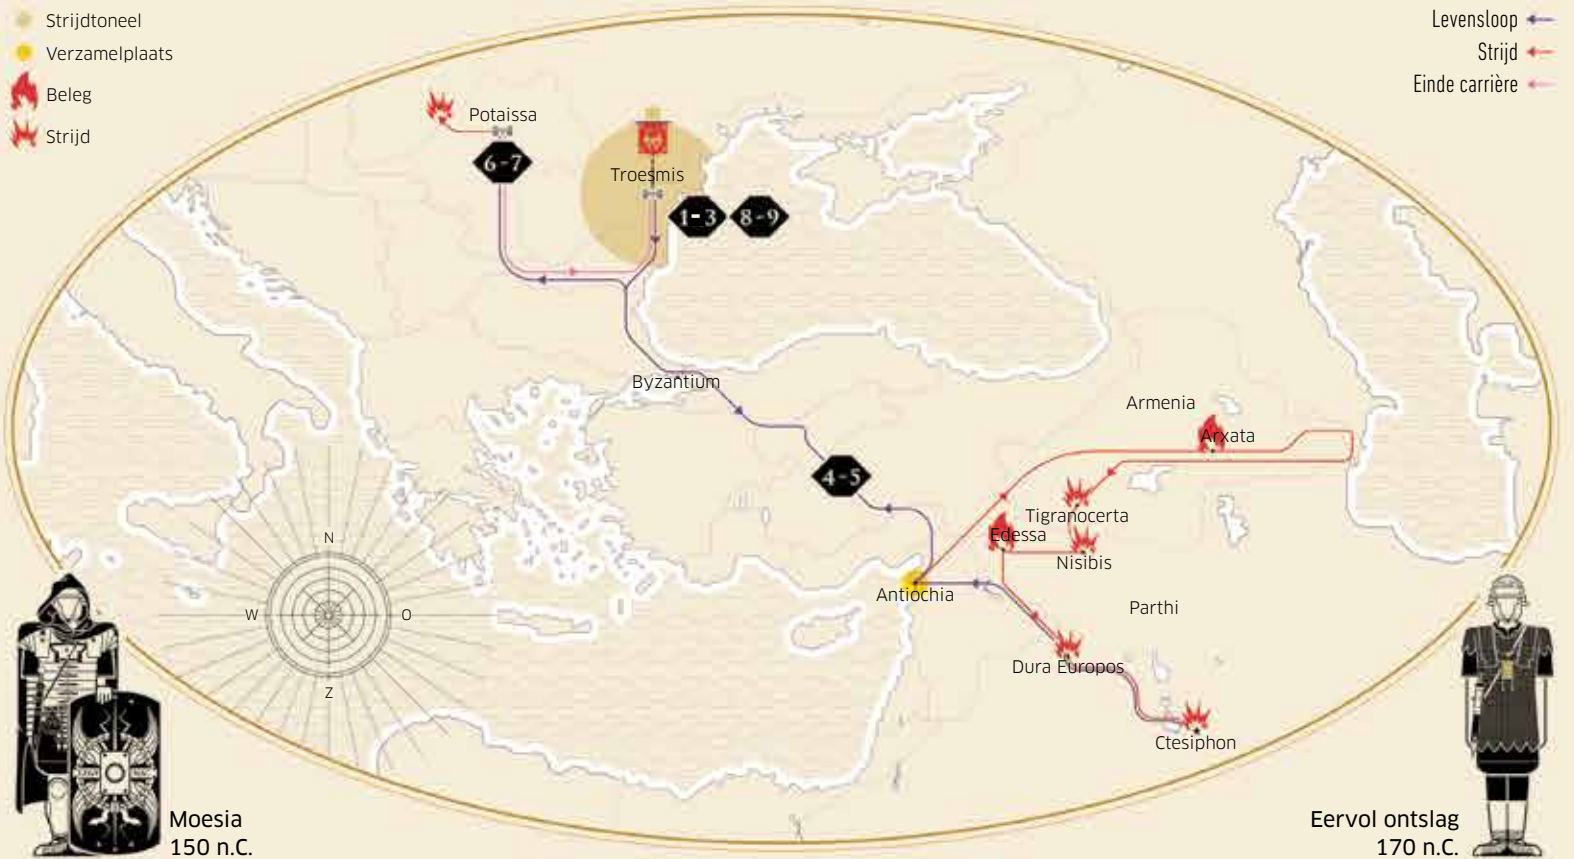 Strijdtoneel
Verzamelplaats
Beleg
Strijd
Levensloop
Strijd
Einde carrière
Potaissa
6-7
Troesmis
1-3
8-9
Byzantium
4-5
Armenia
Arxata
Tigranocerta
Edessa
Nisibis
Antiochia
Parthi
Dura Europos
Ctesiphon
N
W
O
Z
Moesia
150 n.C.
Eervol ontslag
170 n.C.